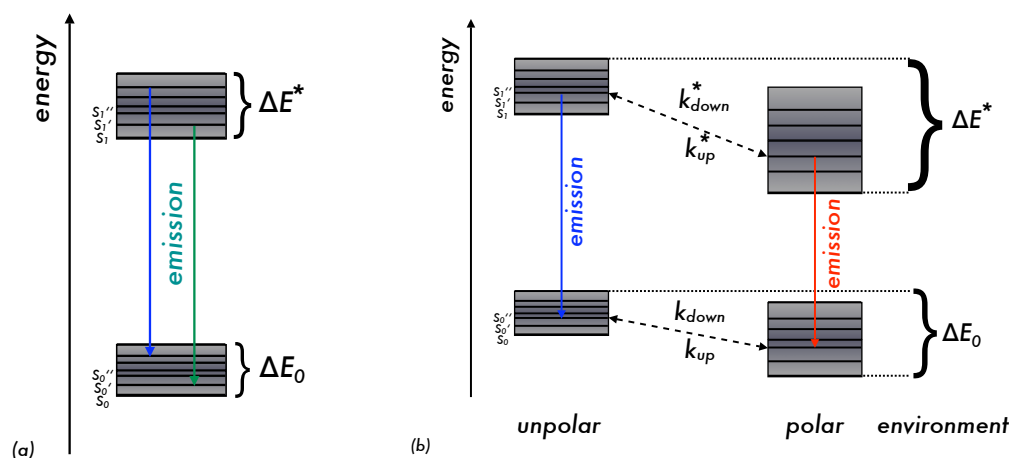 energy
s₁''
s₁'
s₁
ΔE*
emission
s₀''
s₀'
s₀
ΔE₀
(a)
energy
s₁''
s₁'
s₁
k*down
k*up
ΔE*
emission
emission
s₀''
s₀'
s₀
kdown
kup
ΔE₀
unpolar
polar
environment
(b)